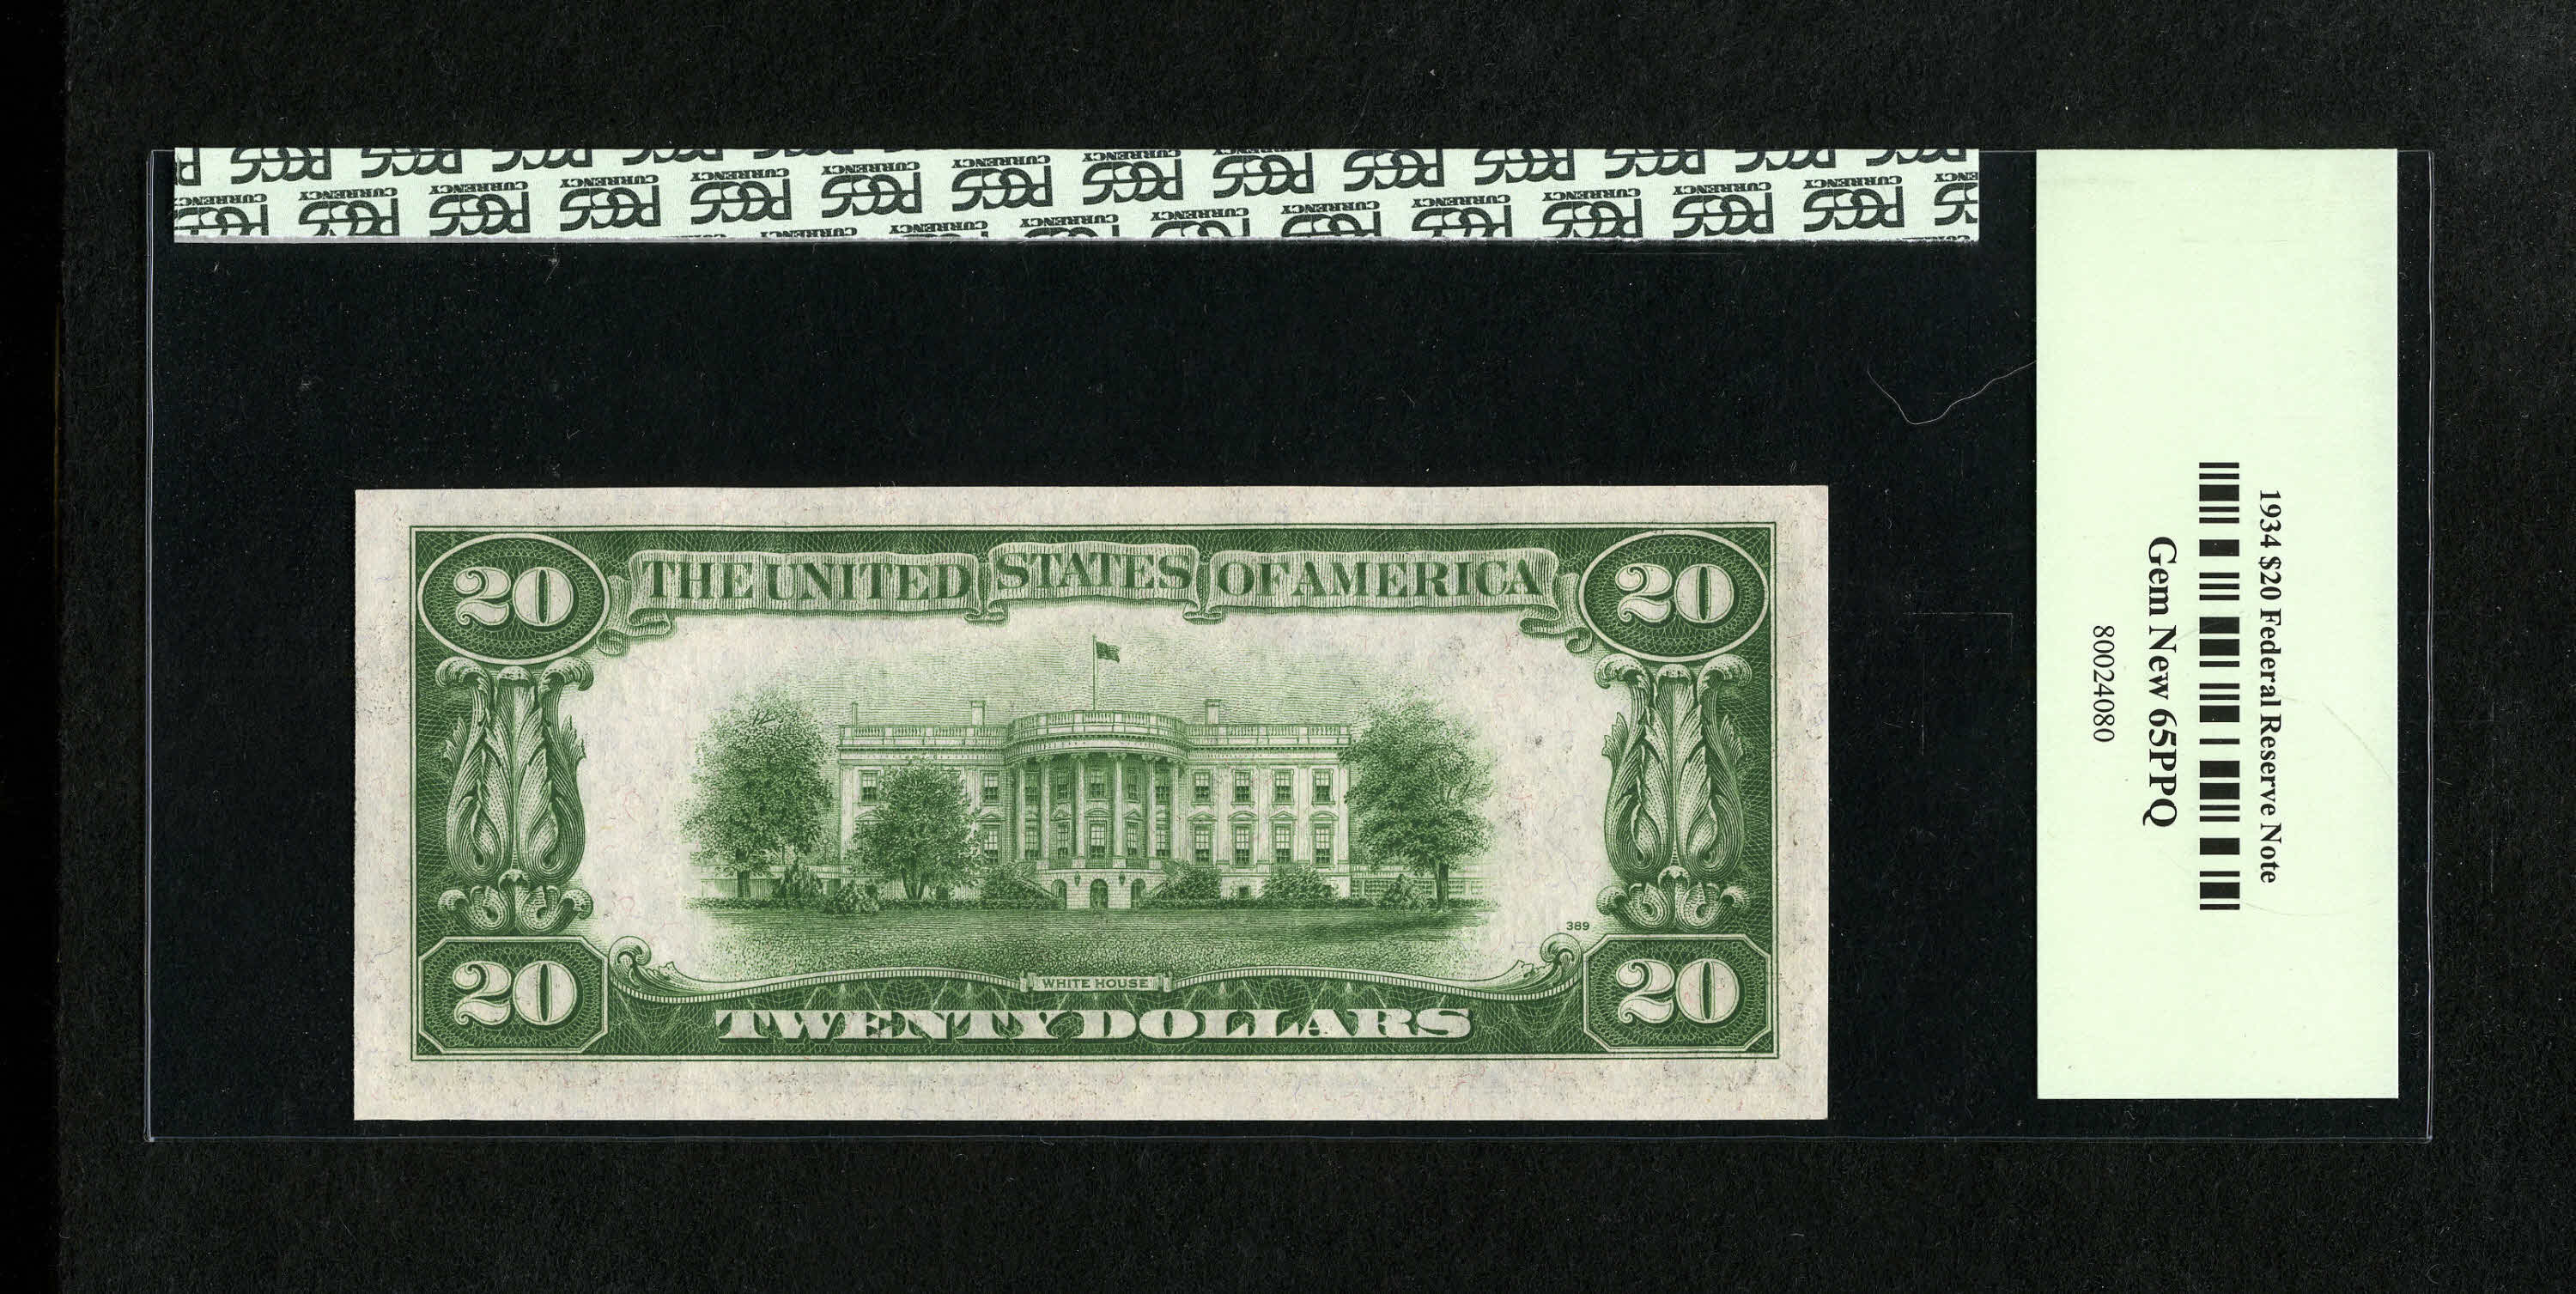 PCGS CURRENCY
THE UNITED STATES OF AMERICA
20
20
389
20
20
WHITE HOUSE
TWENTY DOLLARS
1934 $20 Federal Reserve Note
Gem New 65PPQ
80024080